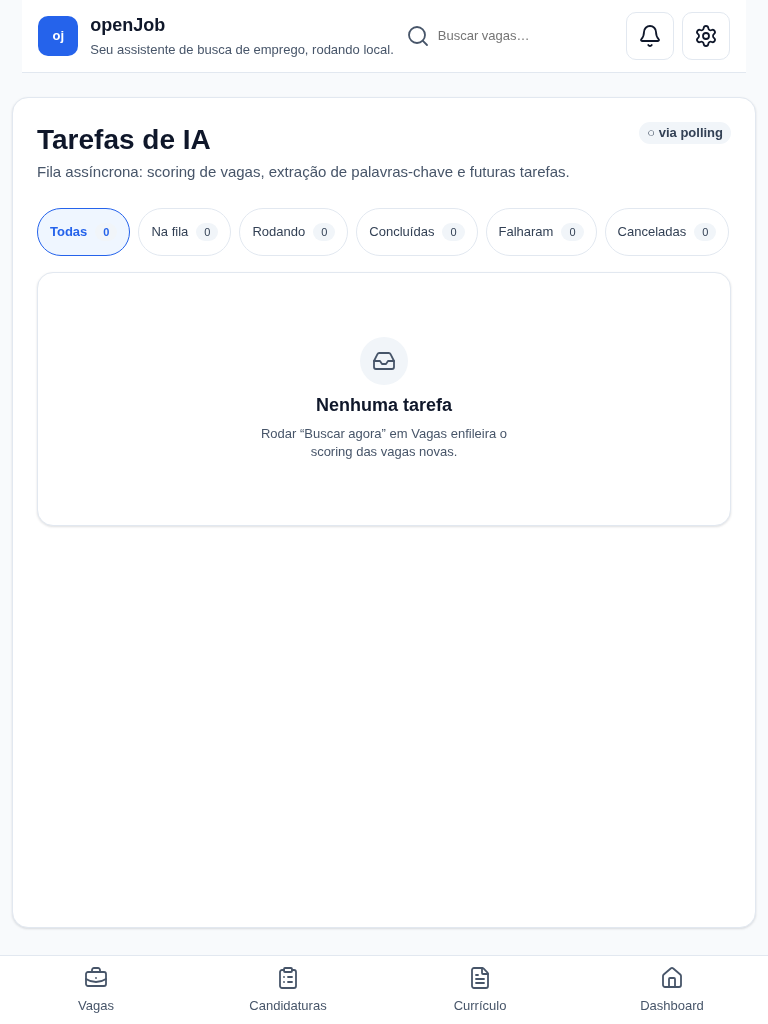 oj
openJob
Seu assistente de busca de emprego, rodando local.
Buscar vagas…
Tarefas de IA
○ via polling
Fila assíncrona: scoring de vagas, extração de palavras-chave e futuras tarefas.
Todas 0
Na fila 0
Rodando 0
Concluídas 0
Falharam 0
Canceladas 0
Nenhuma tarefa
Rodar “Buscar agora” em Vagas enfileira o
scoring das vagas novas.
Vagas
Candidaturas
Currículo
Dashboard